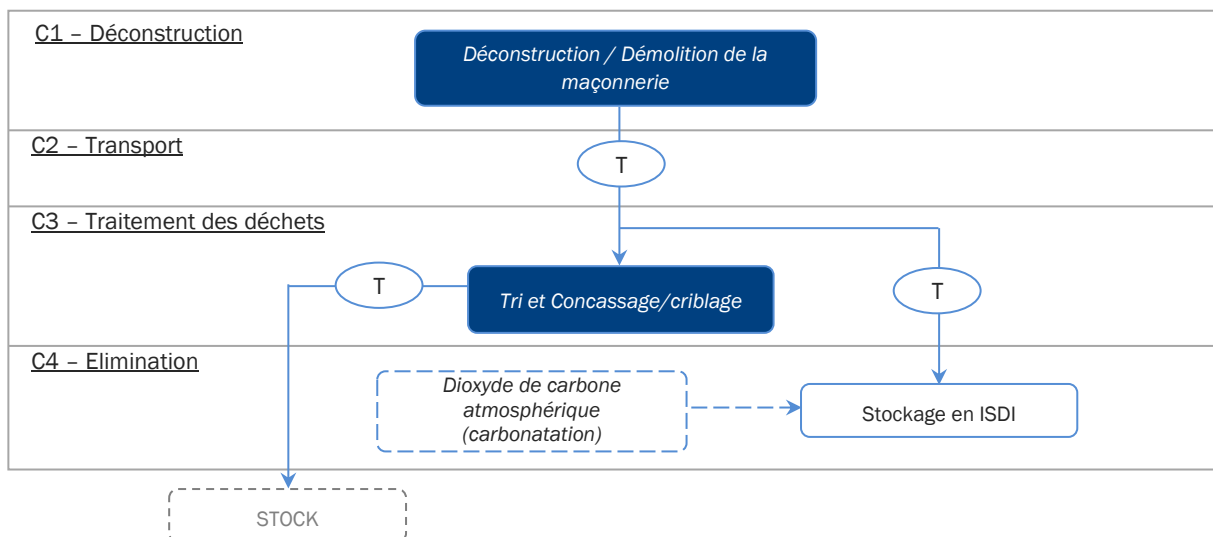 C1 – Déconstruction
Déconstruction / Démolition de la
maçonnerie
C2 – Transport
T
C3 – Traitement des déchets
T
Tri et Concassage/criblage
T
C4 – Elimination
Dioxyde de carbone
atmosphérique
(carbonatation)
Stockage en ISDI
STOCK